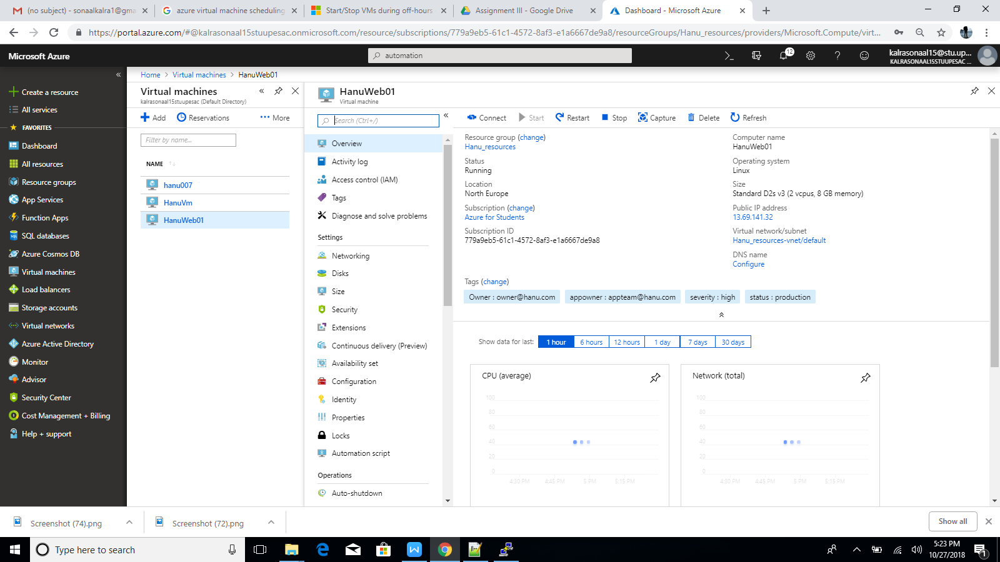 (no subject) - sonaalkalra1@gma
azure virtual machine scheduling
Start/Stop VMs during off-hours
Assignment III - Google Drive
Dashboard - Microsoft Azure
https://portal.azure.com/#@kalrasonaal15stuupesac.onmicrosoft.com/resource/subscriptions/779a9eb5-61c1-4572-8af3-e1a6667de9a8/resourceGroups/Hanu_resources/providers/Microsoft.Compute/virt...
Microsoft Azure
automation
12
kalrasonaal15@stu.up...
KALRASONAAL15STUUPESAC ...
Create a resource
All services
FAVORITES
Dashboard
All resources
Resource groups
App Services
Function Apps
SQL databases
Azure Cosmos DB
Virtual machines
Load balancers
Storage accounts
Virtual networks
Azure Active Directory
Monitor
Advisor
Security Center
Cost Management + Billing
Help + support
Home > Virtual machines > HanuWeb01
Virtual machines
kalrasonaal15stuupesac (Default Directory)
Add
Reservations
More
Filter by name...
NAME
hanu007
HanuVm
HanuWeb01
HanuWeb01
Virtual machine
Search (Ctrl+/)
Overview
Activity log
Access control (IAM)
Tags
Diagnose and solve problems
Settings
Networking
Disks
Size
Security
Extensions
Continuous delivery (Preview)
Availability set
Configuration
Identity
Properties
Locks
Automation script
Operations
Auto-shutdown
Connect
Start
Restart
Stop
Capture
Delete
Refresh
Resource group (change)
Hanu_resources
Status
Running
Location
North Europe
Subscription (change)
Azure for Students
Subscription ID
779a9eb5-61c1-4572-8af3-e1a6667de9a8
Computer name
HanuWeb01
Operating system
Linux
Size
Standard D2s v3 (2 vcpus, 8 GB memory)
Public IP address
13.69.141.32
Virtual network/subnet
Hanu_resources-vnet/default
DNS name
Configure
Tags (change)
Owner : owner@hanu.com
appowner : appteam@hanu.com
severity : high
status : production
Show data for last:
1 hour
6 hours
12 hours
1 day
7 days
30 days
CPU (average)
100
80
60
40
20
0
4:30 PM
4:45 PM
5 PM
5:15 PM
Network (total)
100
80
60
40
20
0
4:30 PM
4:45 PM
5 PM
5:15 PM
Screenshot (74).png
Screenshot (72).png
Show all
Type here to search
5:23 PM
10/27/2018
1